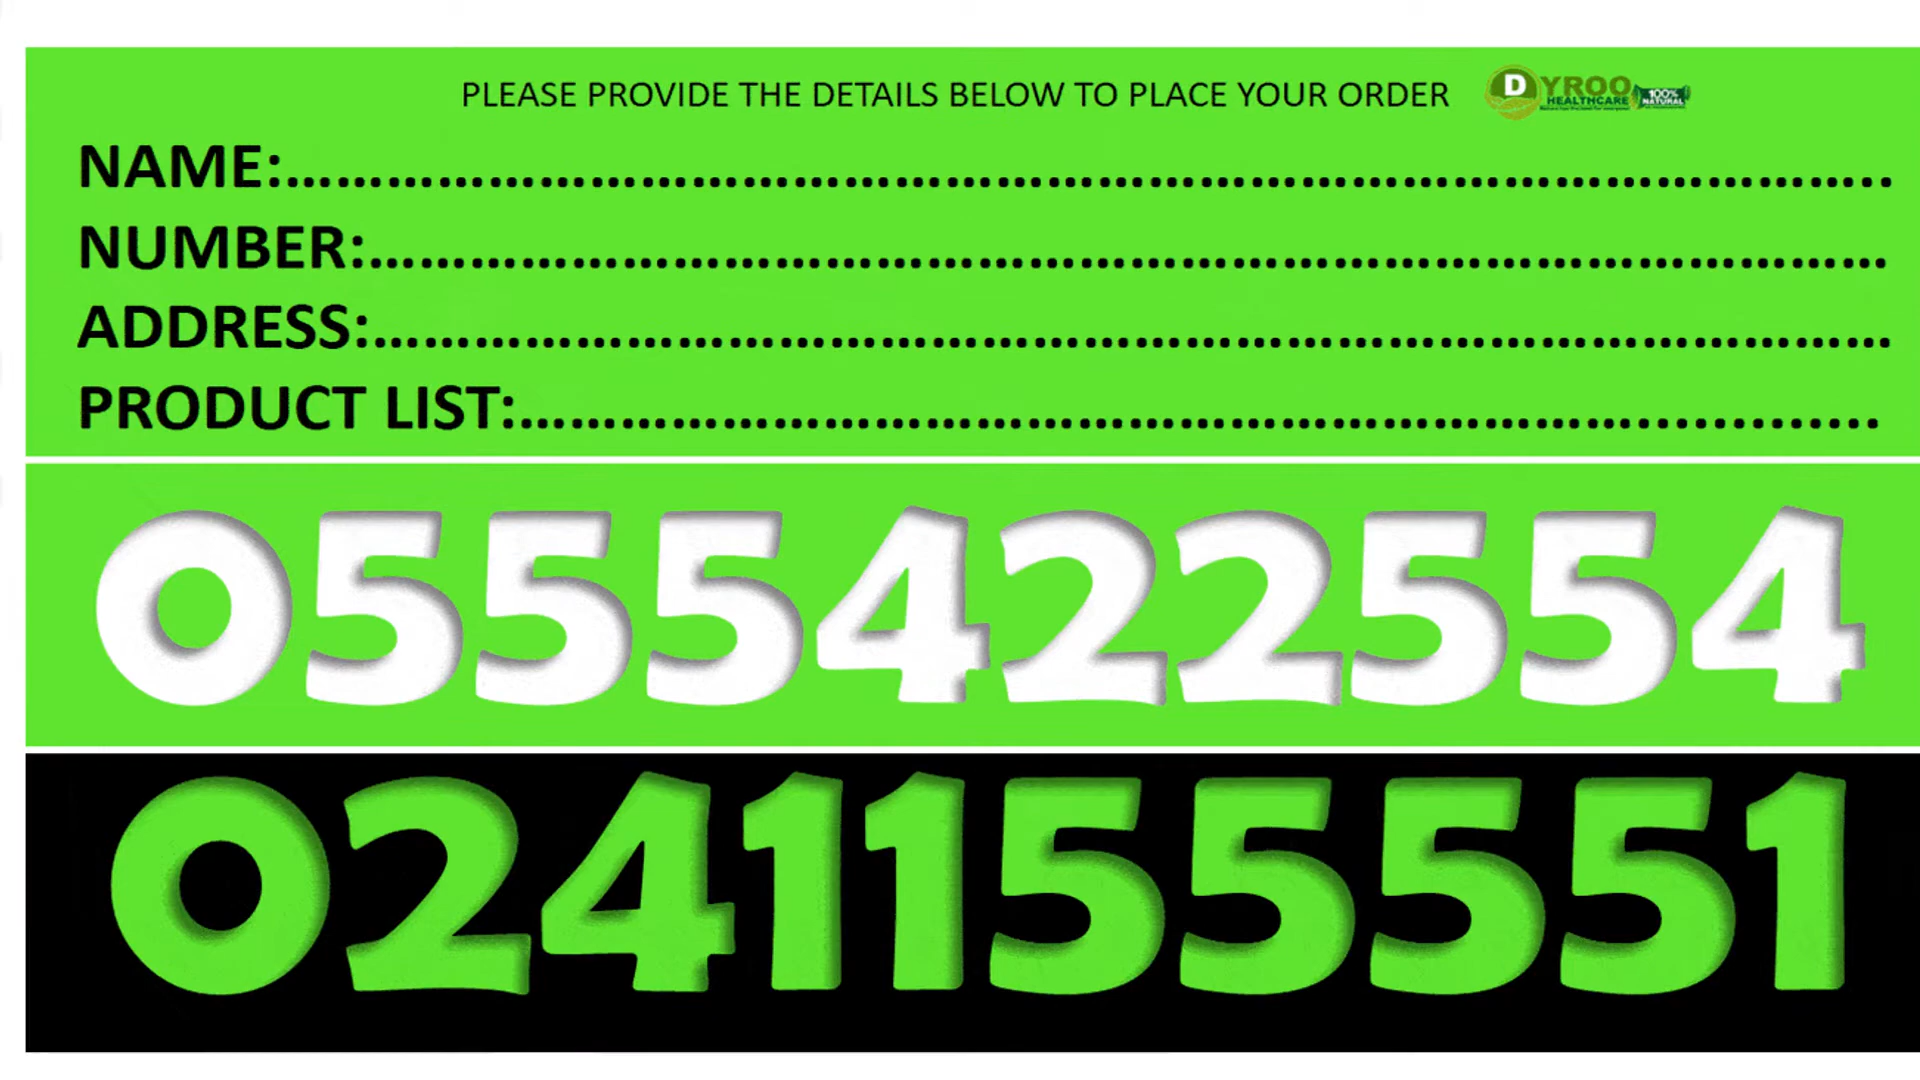 PLEASE PROVIDE THE DETAILS BELOW TO PLACE YOUR ORDER
DYROO
HEALTHCARE
100%
NATURAL
NAME:................................................................................................
NUMBER:...........................................................................................
ADDRESS:...........................................................................................
PRODUCT LIST:.................................................................................
0555422554
0241155551